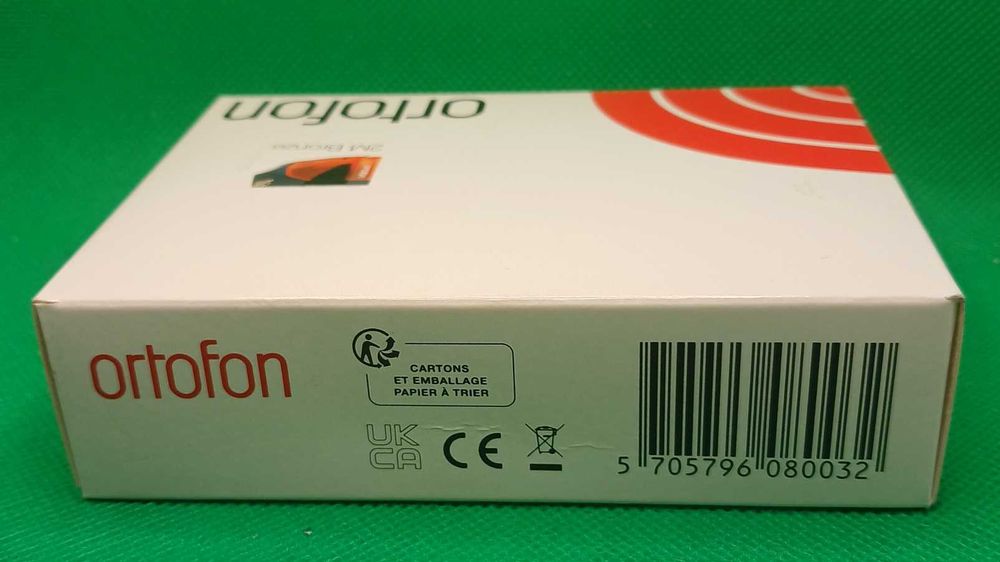 ortofon
2M Bronze
ortofon
CARTONS
ET EMBALLAGE
PAPIER À TRIER
UK
CA
CE
5 705796 080032